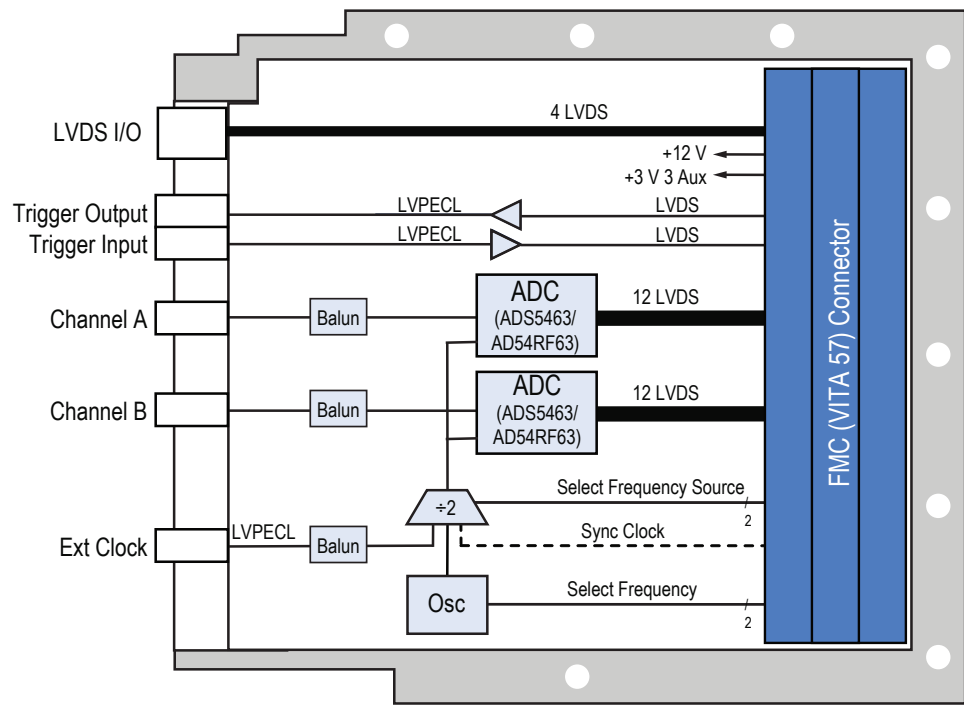 LVDS I/O
4 LVDS
+12 V
+3 V 3 Aux
Trigger Output
LVPECL
LVDS
Trigger Input
LVPECL
LVDS
Channel A
Balun
ADC
(ADS5463/
AD54RF63)
12 LVDS
Channel B
Balun
ADC
(ADS5463/
AD54RF63)
12 LVDS
÷2
Select Frequency Source
2
Ext Clock
LVPECL
Balun
Sync Clock
Osc
Select Frequency
2
FMC (VITA 57) Connector